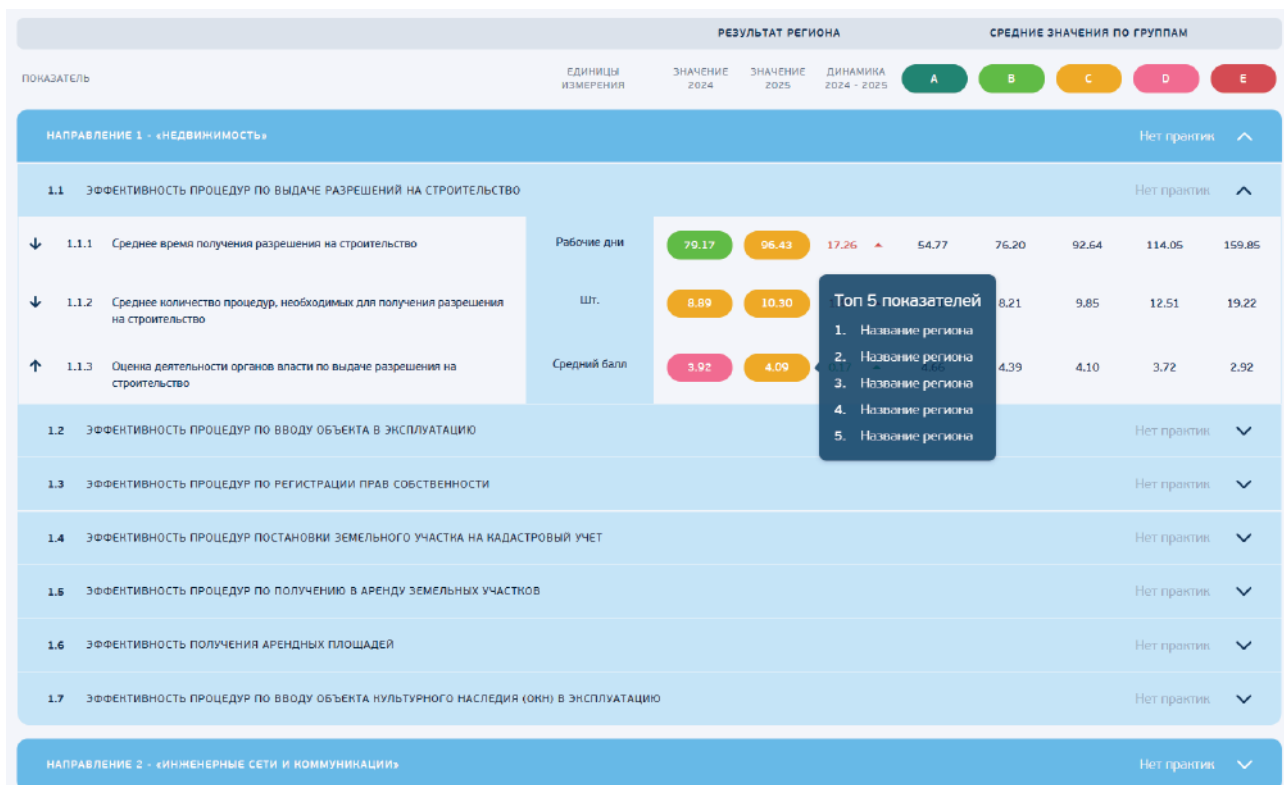 РЕЗУЛЬТАТ РЕГИОНА СРЕДНИЕ ЗНАЧЕНИЯ ПО ГРУППАМ
ПОКАЗАТЕЛЬ ЕДИНИЦЫ ИЗМЕРЕНИЯ ЗНАЧЕНИЕ 2024 ЗНАЧЕНИЕ 2025 ДИНАМИКА 2024 - 2025 A B C D E
НАПРАВЛЕНИЕ 1 - «НЕДВИЖИМОСТЬ» Нет практик
1.1 ЭФФЕКТИВНОСТЬ ПРОЦЕДУР ПО ВЫДАЧЕ РАЗРЕШЕНИЙ НА СТРОИТЕЛЬСТВО Нет практик
1.1.1 Среднее время получения разрешения на строительство Рабочие дни 79.17 96.43 17.26 54.77 76.20 92.64 114.05 159.85
1.1.2 Среднее количество процедур, необходимых для получения разрешения Шт. 8.89 10.30 8.21 9.85 12.51 19.22
на строительство
1.1.3 Оценка деятельности органов власти по выдаче разрешения на Средний балл 3.92 4.09 0.17 4.66 4.39 4.10 3.72 2.92
строительство
Топ 5 показателей
1. Название региона
2. Название региона
3. Название региона
4. Название региона
5. Название региона
1.2 ЭФФЕКТИВНОСТЬ ПРОЦЕДУР ПО ВВОДУ ОБЪЕКТА В ЭКСПЛУАТАЦИЮ Нет практик
1.3 ЭФФЕКТИВНОСТЬ ПРОЦЕДУР ПО РЕГИСТРАЦИИ ПРАВ СОБСТВЕННОСТИ Нет практик
1.4 ЭФФЕКТИВНОСТЬ ПРОЦЕДУР ПОСТАНОВКИ ЗЕМЕЛЬНОГО УЧАСТКА НА КАДАСТРОВЫЙ УЧЕТ Нет практик
1.5 ЭФФЕКТИВНОСТЬ ПРОЦЕДУР ПО ПОЛУЧЕНИЮ В АРЕНДУ ЗЕМЕЛЬНЫХ УЧАСТКОВ Нет практик
1.6 ЭФФЕКТИВНОСТЬ ПОЛУЧЕНИЯ АРЕНДНЫХ ПЛОЩАДЕЙ Нет практик
1.7 ЭФФЕКТИВНОСТЬ ПРОЦЕДУР ПО ВВОДУ ОБЪЕКТА КУЛЬТУРНОГО НАСЛЕДИЯ (ОКН) В ЭКСПЛУАТАЦИЮ Нет практик
НАПРАВЛЕНИЕ 2 - «ИНЖЕНЕРНЫЕ СЕТИ И КОММУНИКАЦИИ» Нет практик